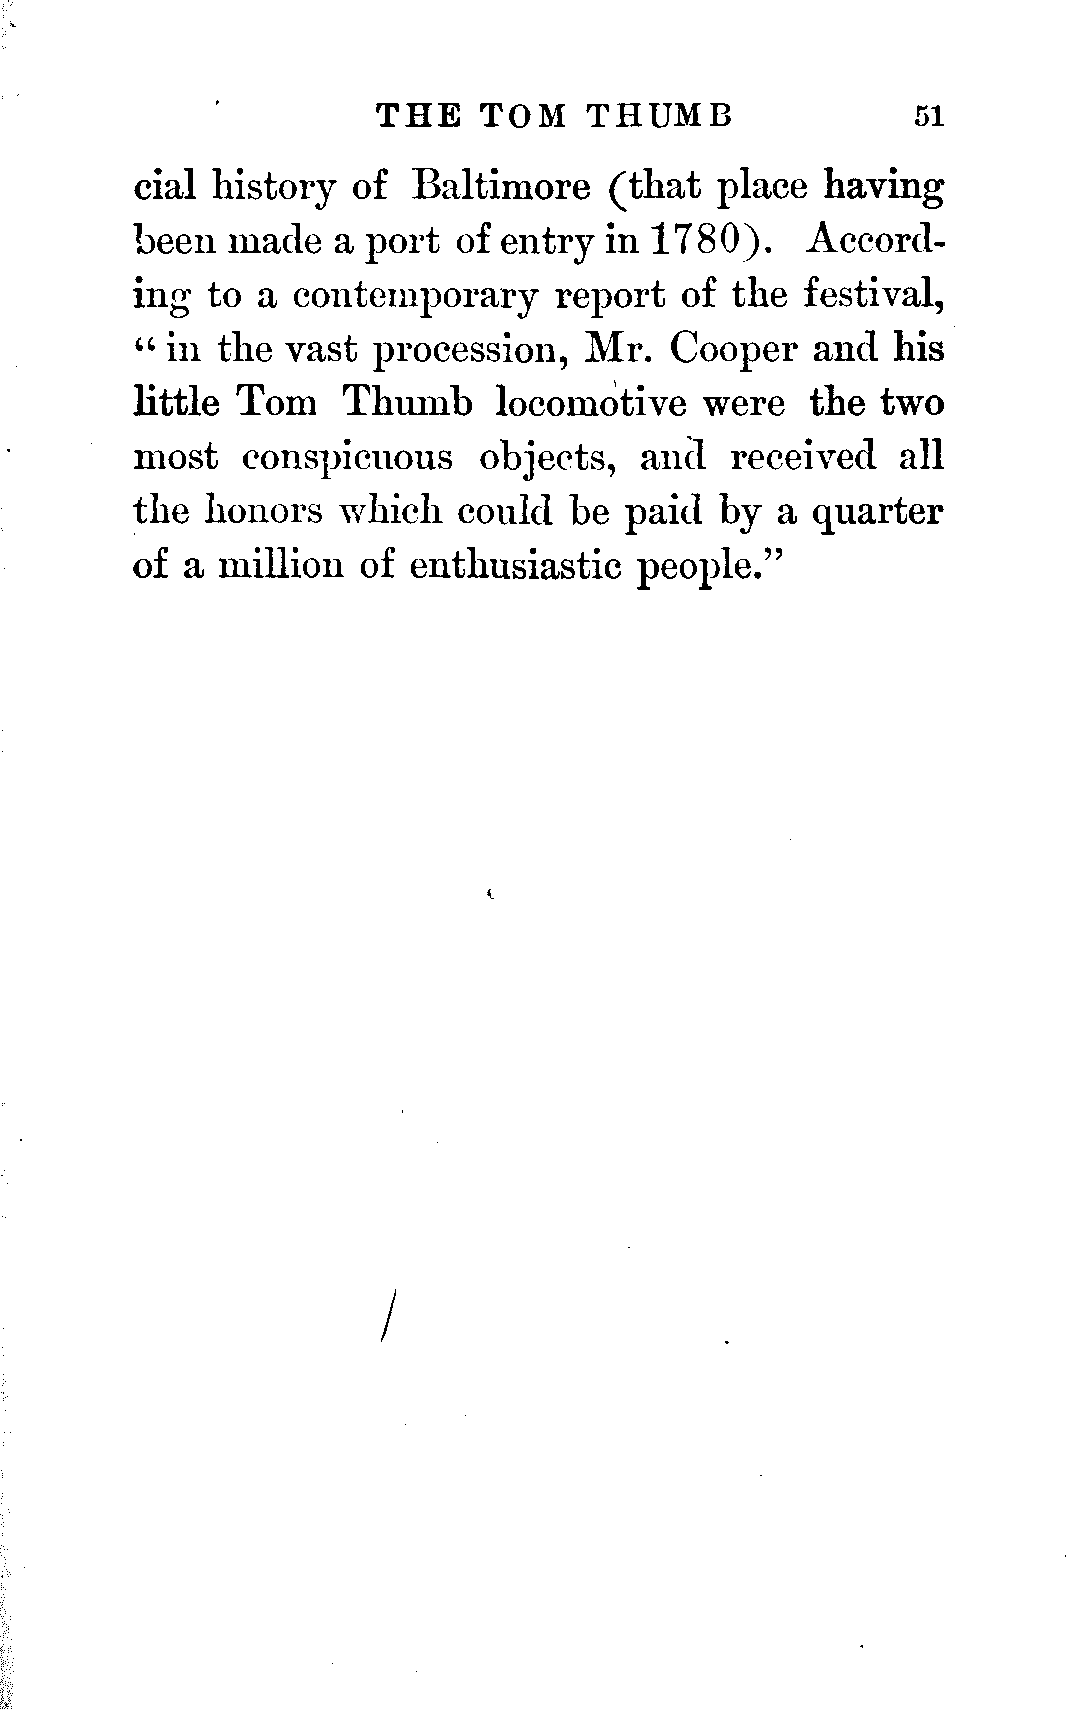 THE TOM THUMB 51
cial history of Baltimore (that place having
been made a port of entry in 1780). Accord-
ing to a contemporary report of the festival,
“ in the vast procession, Mr. Cooper and his
little Tom Thumb locomotive were the two
most conspicuous objects, and received all
the honors which could be paid by a quarter
of a million of enthusiastic people.”